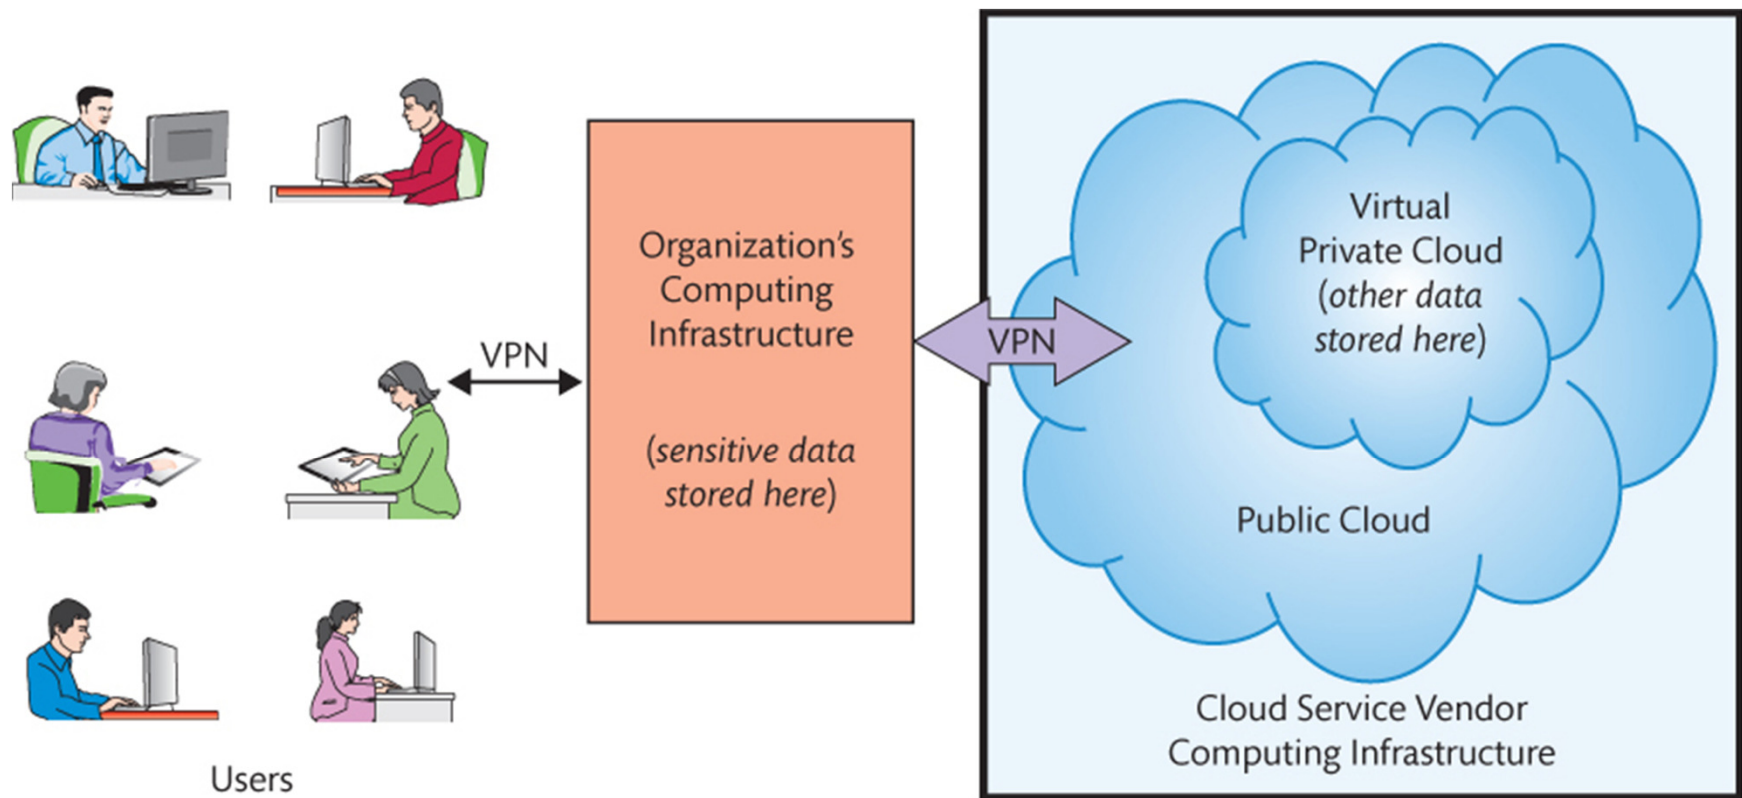 Users
VPN
Organization's
Computing
Infrastructure
(sensitive data
stored here)
VPN
Virtual
Private Cloud
(other data
stored here)
Public Cloud
Cloud Service Vendor
Computing Infrastructure